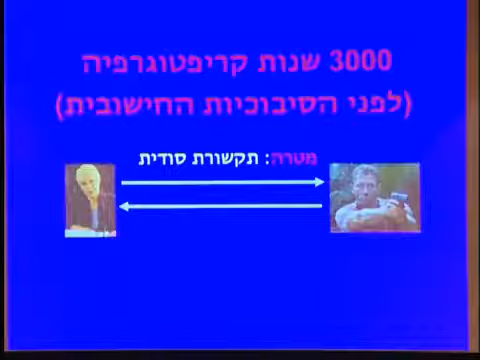 3000 שנות קריפטוגרפיה
(לפני הסיבוכיות החישובית)
מטרה: תקשורת סודית